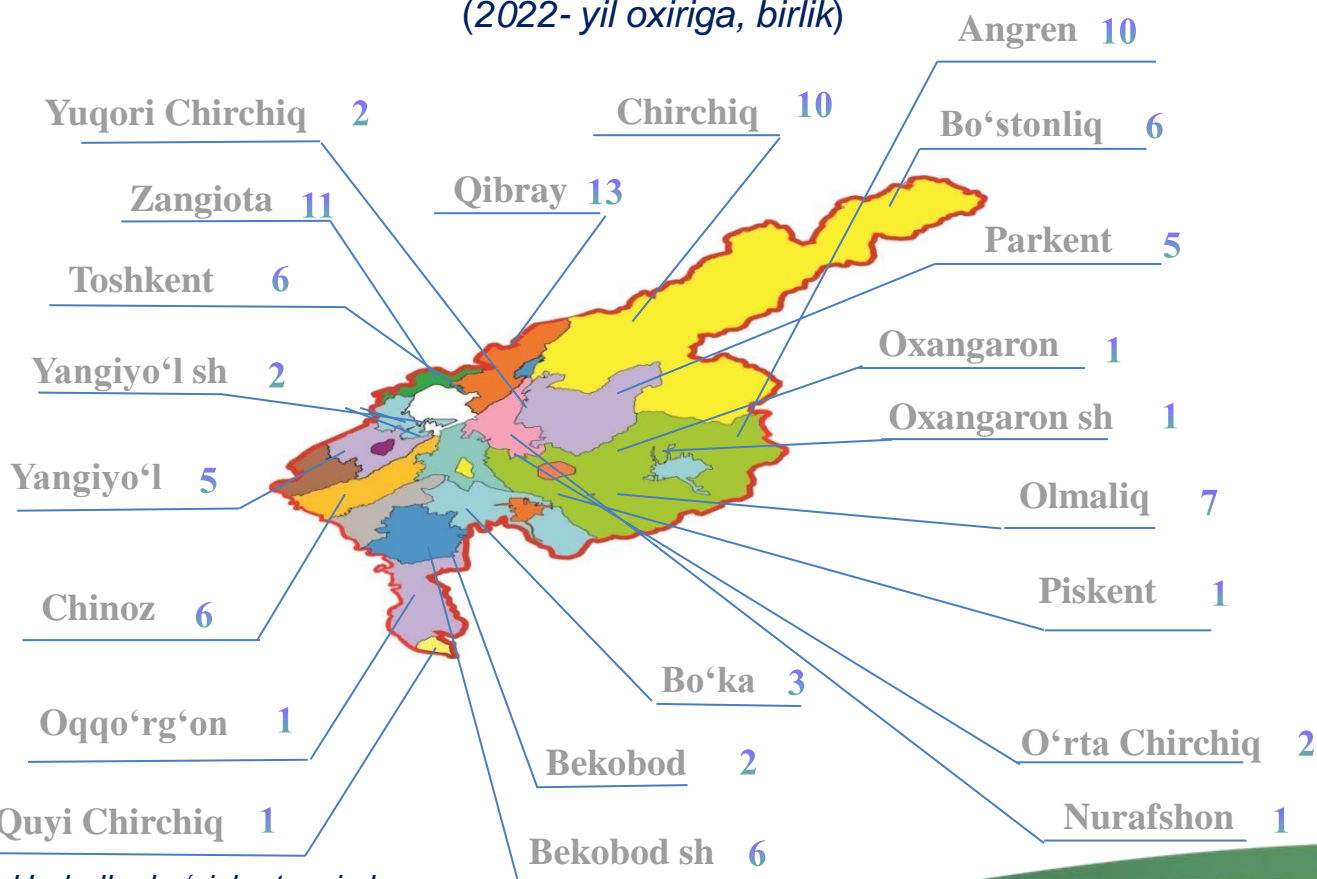 (2022- yil oxiriga, birlik)
Angren 10
Yuqori Chirchiq 2
Chirchiq 10
Bo‘stonliq 6
Zangiota 11
Qibray 13
Parkent 5
Toshkent 6
Oxangaron 1
Yangiyo‘l sh 2
Oxangaron sh 1
Yangiyo‘l 5
Olmaliq 7
Chinoz 6
Piskent 1
Bo‘ka 3
Oqqo‘rg‘on 1
O‘rta Chirchiq 2
Bekobod 2
Quyi Chirchiq 1
Nurafshon 1
Bekobod sh 6